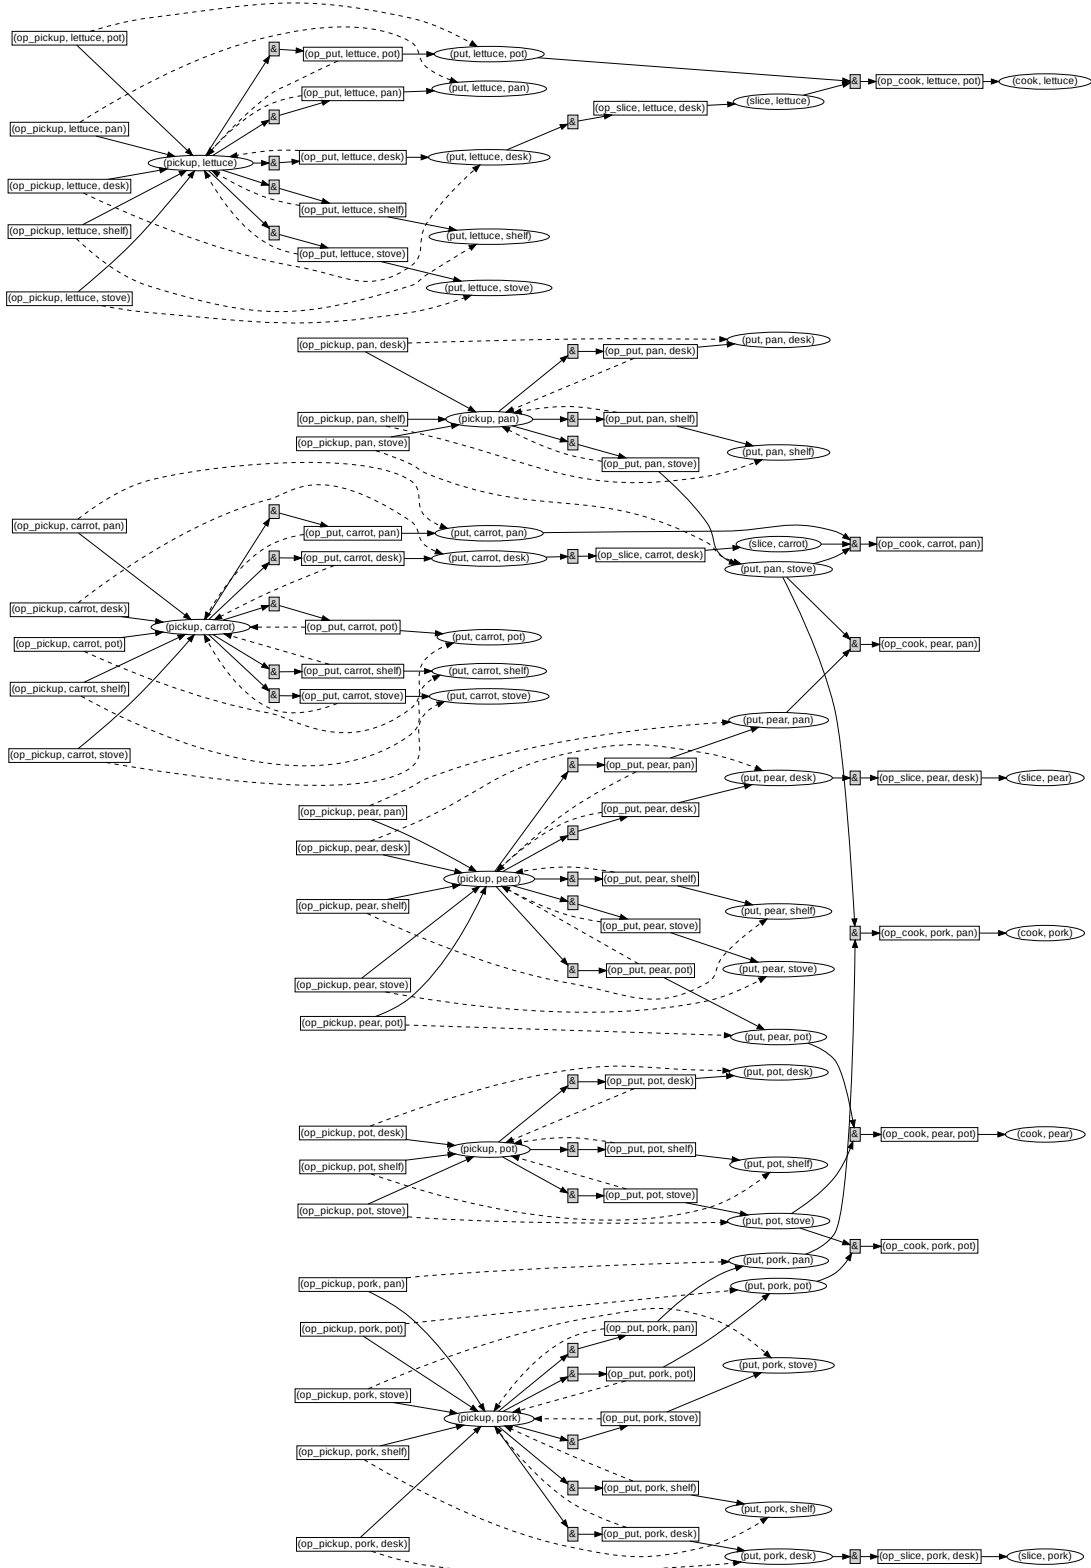 (op_pickup, lettuce, pot)
&
(op_put, lettuce, pot)
(put, lettuce, pot)
&
(op_cook, lettuce, pot)
(cook, lettuce)
(op_put, lettuce, pan)
(put, lettuce, pan)
(slice, lettuce)
(op_slice, lettuce, desk)
&
&
(op_pickup, lettuce, pan)
(pickup, lettuce)
&
(op_put, lettuce, desk)
(put, lettuce, desk)
(op_pickup, lettuce, desk)
&
(op_put, lettuce, shelf)
(op_pickup, lettuce, shelf)
&
(put, lettuce, shelf)
(op_put, lettuce, stove)
(put, lettuce, stove)
(op_pickup, lettuce, stove)
(op_pickup, pan, desk)
&
(op_put, pan, desk)
(put, pan, desk)
(op_pickup, pan, shelf)
(pickup, pan)
&
(op_put, pan, shelf)
(op_pickup, pan, stove)
&
(put, pan, shelf)
(op_put, pan, stove)
&
(op_pickup, carrot, pan)
(op_put, carrot, pan)
(put, carrot, pan)
(slice, carrot)
&
(op_cook, carrot, pan)
&
(op_put, carrot, desk)
(put, carrot, desk)
&
(op_slice, carrot, desk)
(put, pan, stove)
(op_pickup, carrot, desk)
&
(pickup, carrot)
(op_put, carrot, pot)
(put, carrot, pot)
(op_pickup, carrot, pot)
&
(op_cook, pear, pan)
&
(op_put, carrot, shelf)
(put, carrot, shelf)
(op_pickup, carrot, shelf)
&
(op_put, carrot, stove)
(put, carrot, stove)
(put, pear, pan)
(op_pickup, carrot, stove)
&
(op_put, pear, pan)
(put, pear, desk)
&
(op_slice, pear, desk)
(slice, pear)
(op_pickup, pear, pan)
(op_put, pear, desk)
&
(op_pickup, pear, desk)
(pickup, pear)
&
(op_put, pear, shelf)
&
(op_pickup, pear, shelf)
(put, pear, shelf)
(op_put, pear, stove)
&
(op_cook, pork, pan)
(cook, pork)
&
(op_put, pear, pot)
(put, pear, stove)
(op_pickup, pear, stove)
(op_pickup, pear, pot)
(put, pear, pot)
(put, pot, desk)
&
(op_put, pot, desk)
(op_pickup, pot, desk)
&
(op_cook, pear, pot)
(cook, pear)
(pickup, pot)
&
(op_put, pot, shelf)
(op_pickup, pot, shelf)
(put, pot, shelf)
&
(op_put, pot, stove)
(op_pickup, pot, stove)
(put, pot, stove)
&
(op_cook, pork, pot)
(put, pork, pan)
(op_pickup, pork, pan)
(put, pork, pot)
(op_pickup, pork, pot)
(op_put, pork, pan)
&
(put, pork, stove)
&
(op_put, pork, pot)
(op_pickup, pork, stove)
(pickup, pork)
(op_put, pork, stove)
&
(op_pickup, pork, shelf)
&
(op_put, pork, shelf)
(put, pork, shelf)
&
(op_put, pork, desk)
(op_pickup, pork, desk)
(put, pork, desk)
&
(op_slice, pork, desk)
(slice, pork)